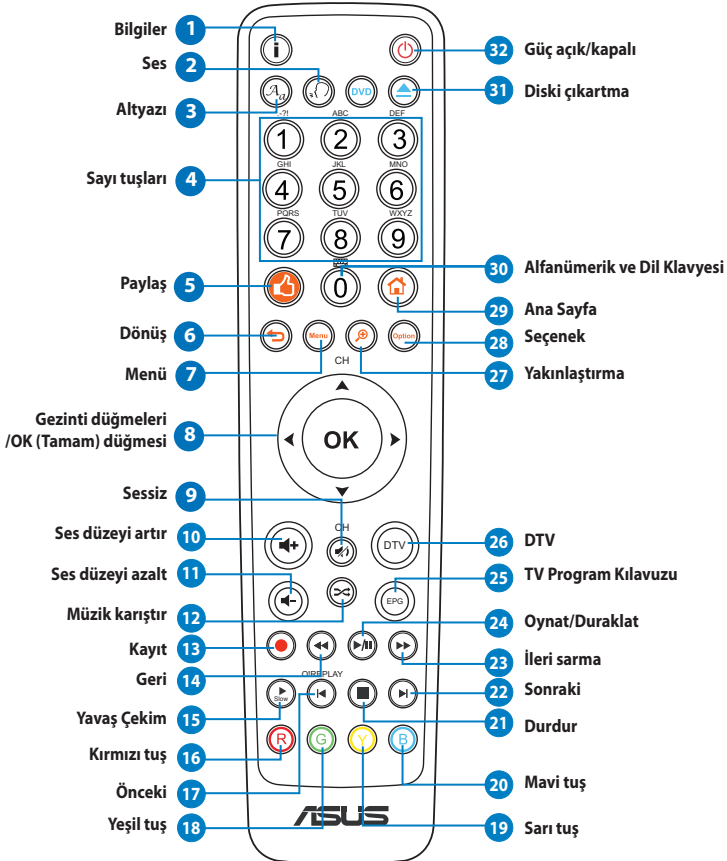 Bilgiler 1
32 Güç açık/kapalı
Ses 2
Altyazı 3
i
Aa
DVD
31 Diski çıkartma
-?! ABC DEF
1 2 3
GHI JKL MNO
Sayı tuşları 4
4 5 6
PQRS TUV WXYZ
7 8 9
30 Alfanümerik ve Dil Klavyesi
Paylaş 5
0
29 Ana Sayfa
Dönüş 6
Menu
Option
28 Seçenek
Menü 7
27 Yakınlaştırma
CH
Gezinti düğmeleri
/OK (Tamam) düğmesi 8
OK
Sessiz 9
CH
Ses düzeyi artır 10
+
DTV
26 DTV
Ses düzeyi azalt 11
-
EPG
25 TV Program Kılavuzu
Müzik karıştır 12
24 Oynat/Duraklat
Kayıt 13
23 İleri sarma
Geri 14
O!REPLAY
Slow
22 Sonraki
Yavaş Çekim 15
21 Durdur
Kırmızı tuş 16
R G Y B
20 Mavi tuş
Önceki 17
ASUS
Yeşil tuş 18
19 Sarı tuş